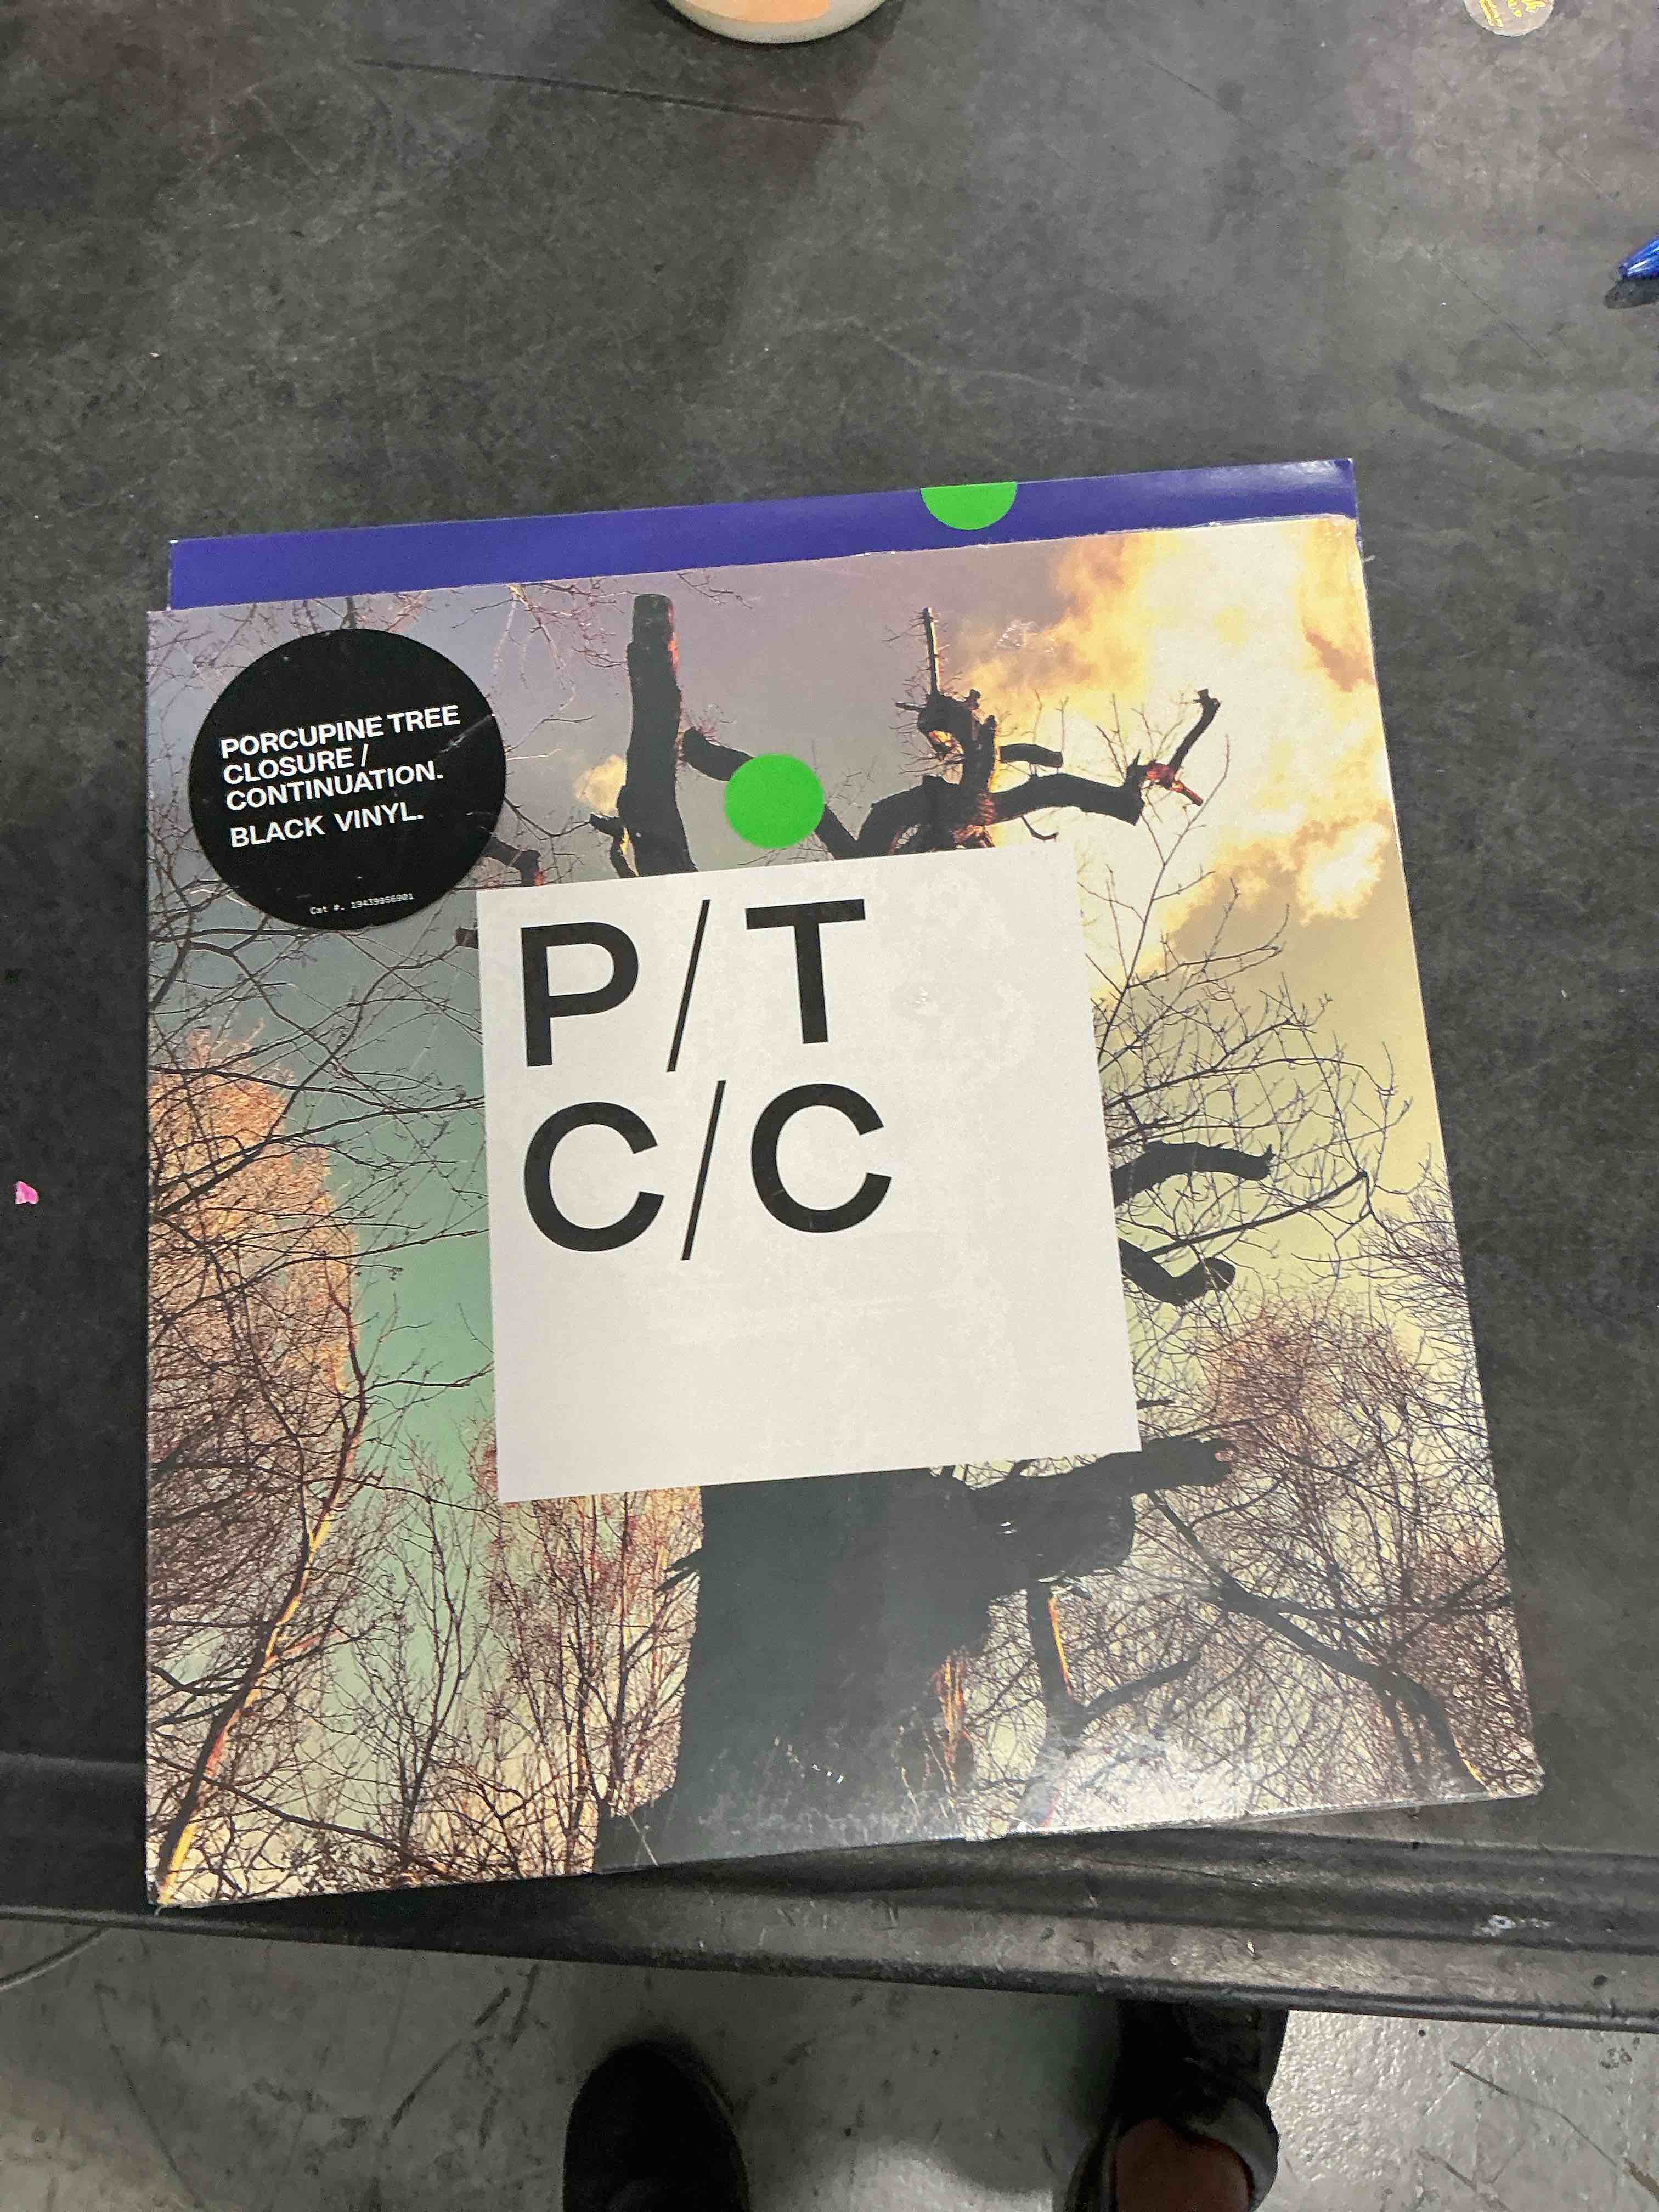 PORCUPINE TREE
CLOSURE /
CONTINUATION.
BLACK VINYL.
Cat #. 19439956901
P/T
C/C